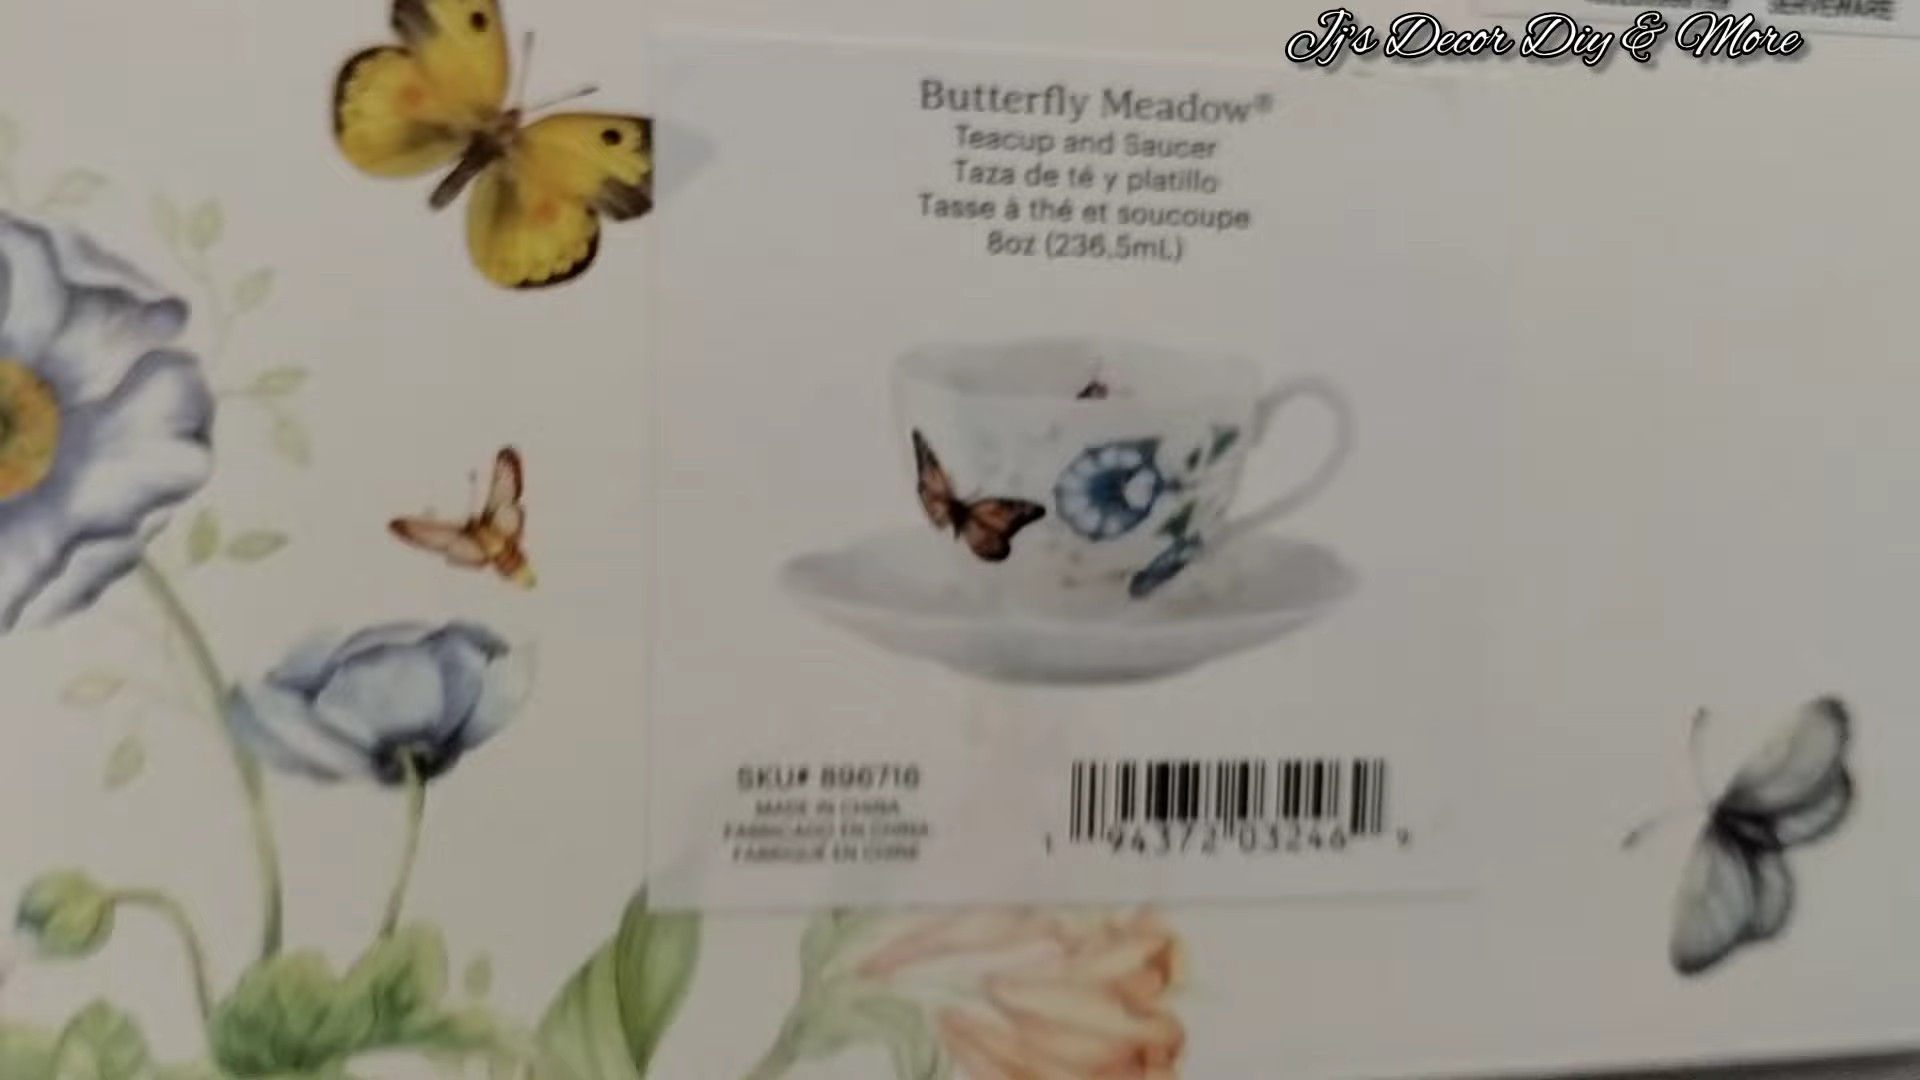 SERVEWARE
Jj's Decor Diy & More
Butterfly Meadow®
Teacup and Saucer
Taza de té y platillo
Tasse à thé et soucoupe
8oz (236,5mL)
SKU# 896716
MADE IN CHINA
FABRICADO EN CHINA
FABRIQUÉ EN CHINE
1 94372 03246 9